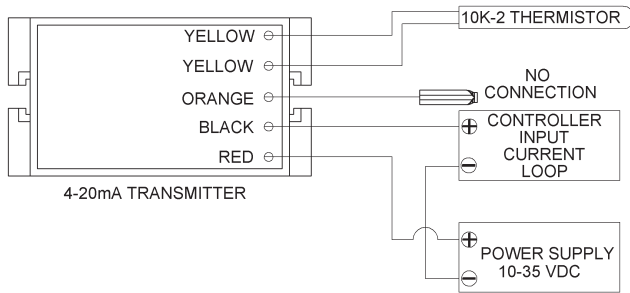 YELLOW
YELLOW
ORANGE
BLACK
RED
4-20mA TRANSMITTER
10K-2 THERMISTOR
NO
CONNECTION
+ CONTROLLER
INPUT
CURRENT
− LOOP
+
POWER SUPPLY
− 10-35 VDC